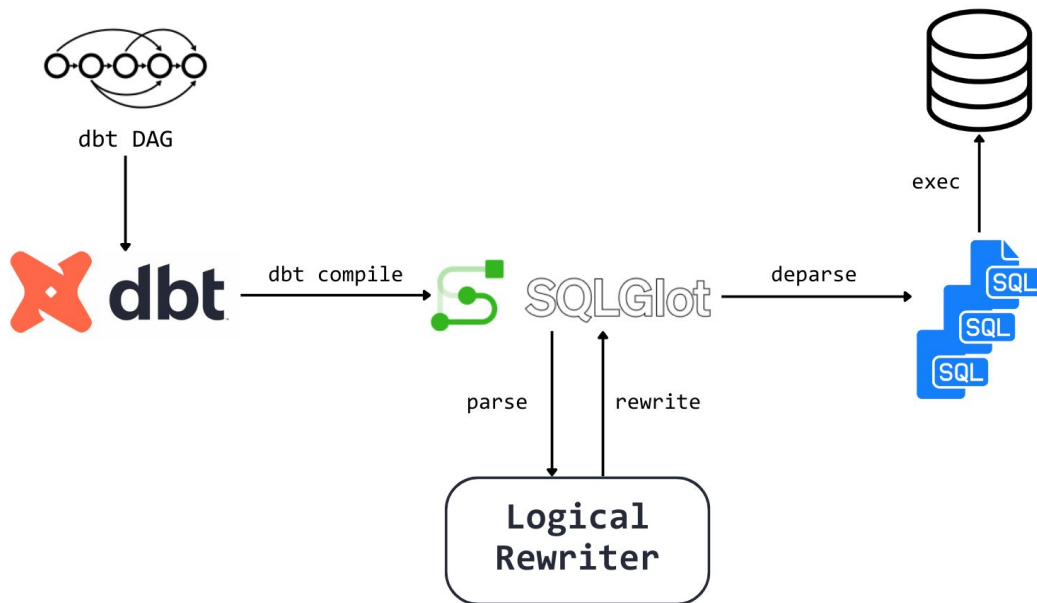 dbt DAG
exec
dbt
dbt compile
SQLGlot
deparse
SQL
SQL
SQL
parse
rewrite
Logical
Rewriter